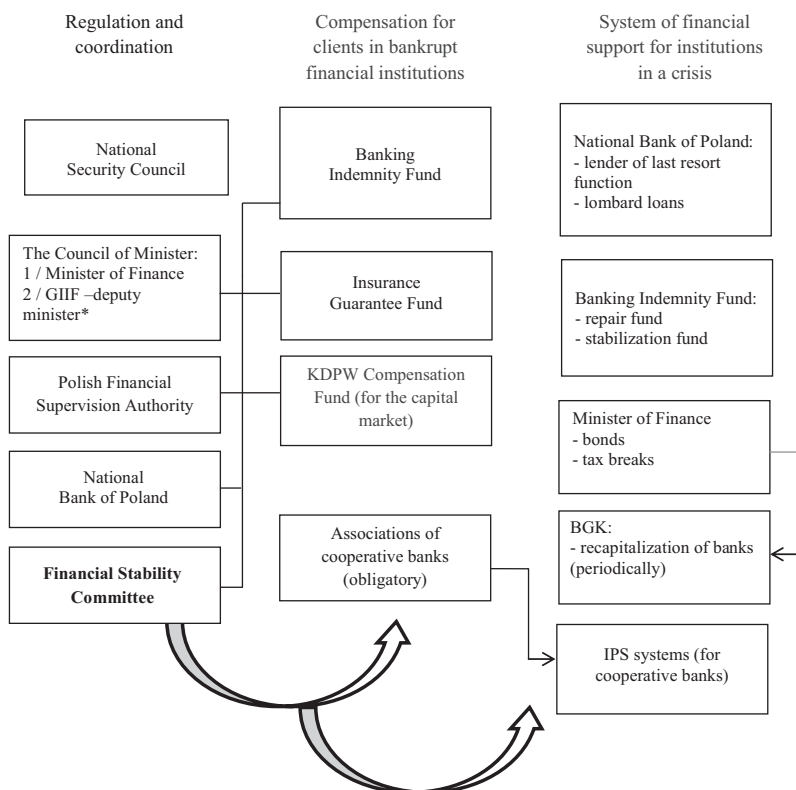 Regulation and
coordination
Compensation for
clients in bankrupt
financial institutions
System of financial
support for institutions
in a crisis
National
Security Council
The Council of Minister:
1 / Minister of Finance
2 / GIIF –deputy
minister*
Polish Financial
Supervision Authority
National
Bank of Poland
Financial Stability
Committee
Banking
Indemnity Fund
Insurance
Guarantee Fund
KDPW Compensation
Fund (for the capital
market)
Associations of
cooperative banks
(obligatory)
National Bank of Poland:
- lender of last resort
function
- lombard loans
Banking Indemnity Fund:
- repair fund
- stabilization fund
Minister of Finance
- bonds
- tax breaks
BGK:
- recapitalization of banks
(periodically)
IPS systems (for
cooperative banks)